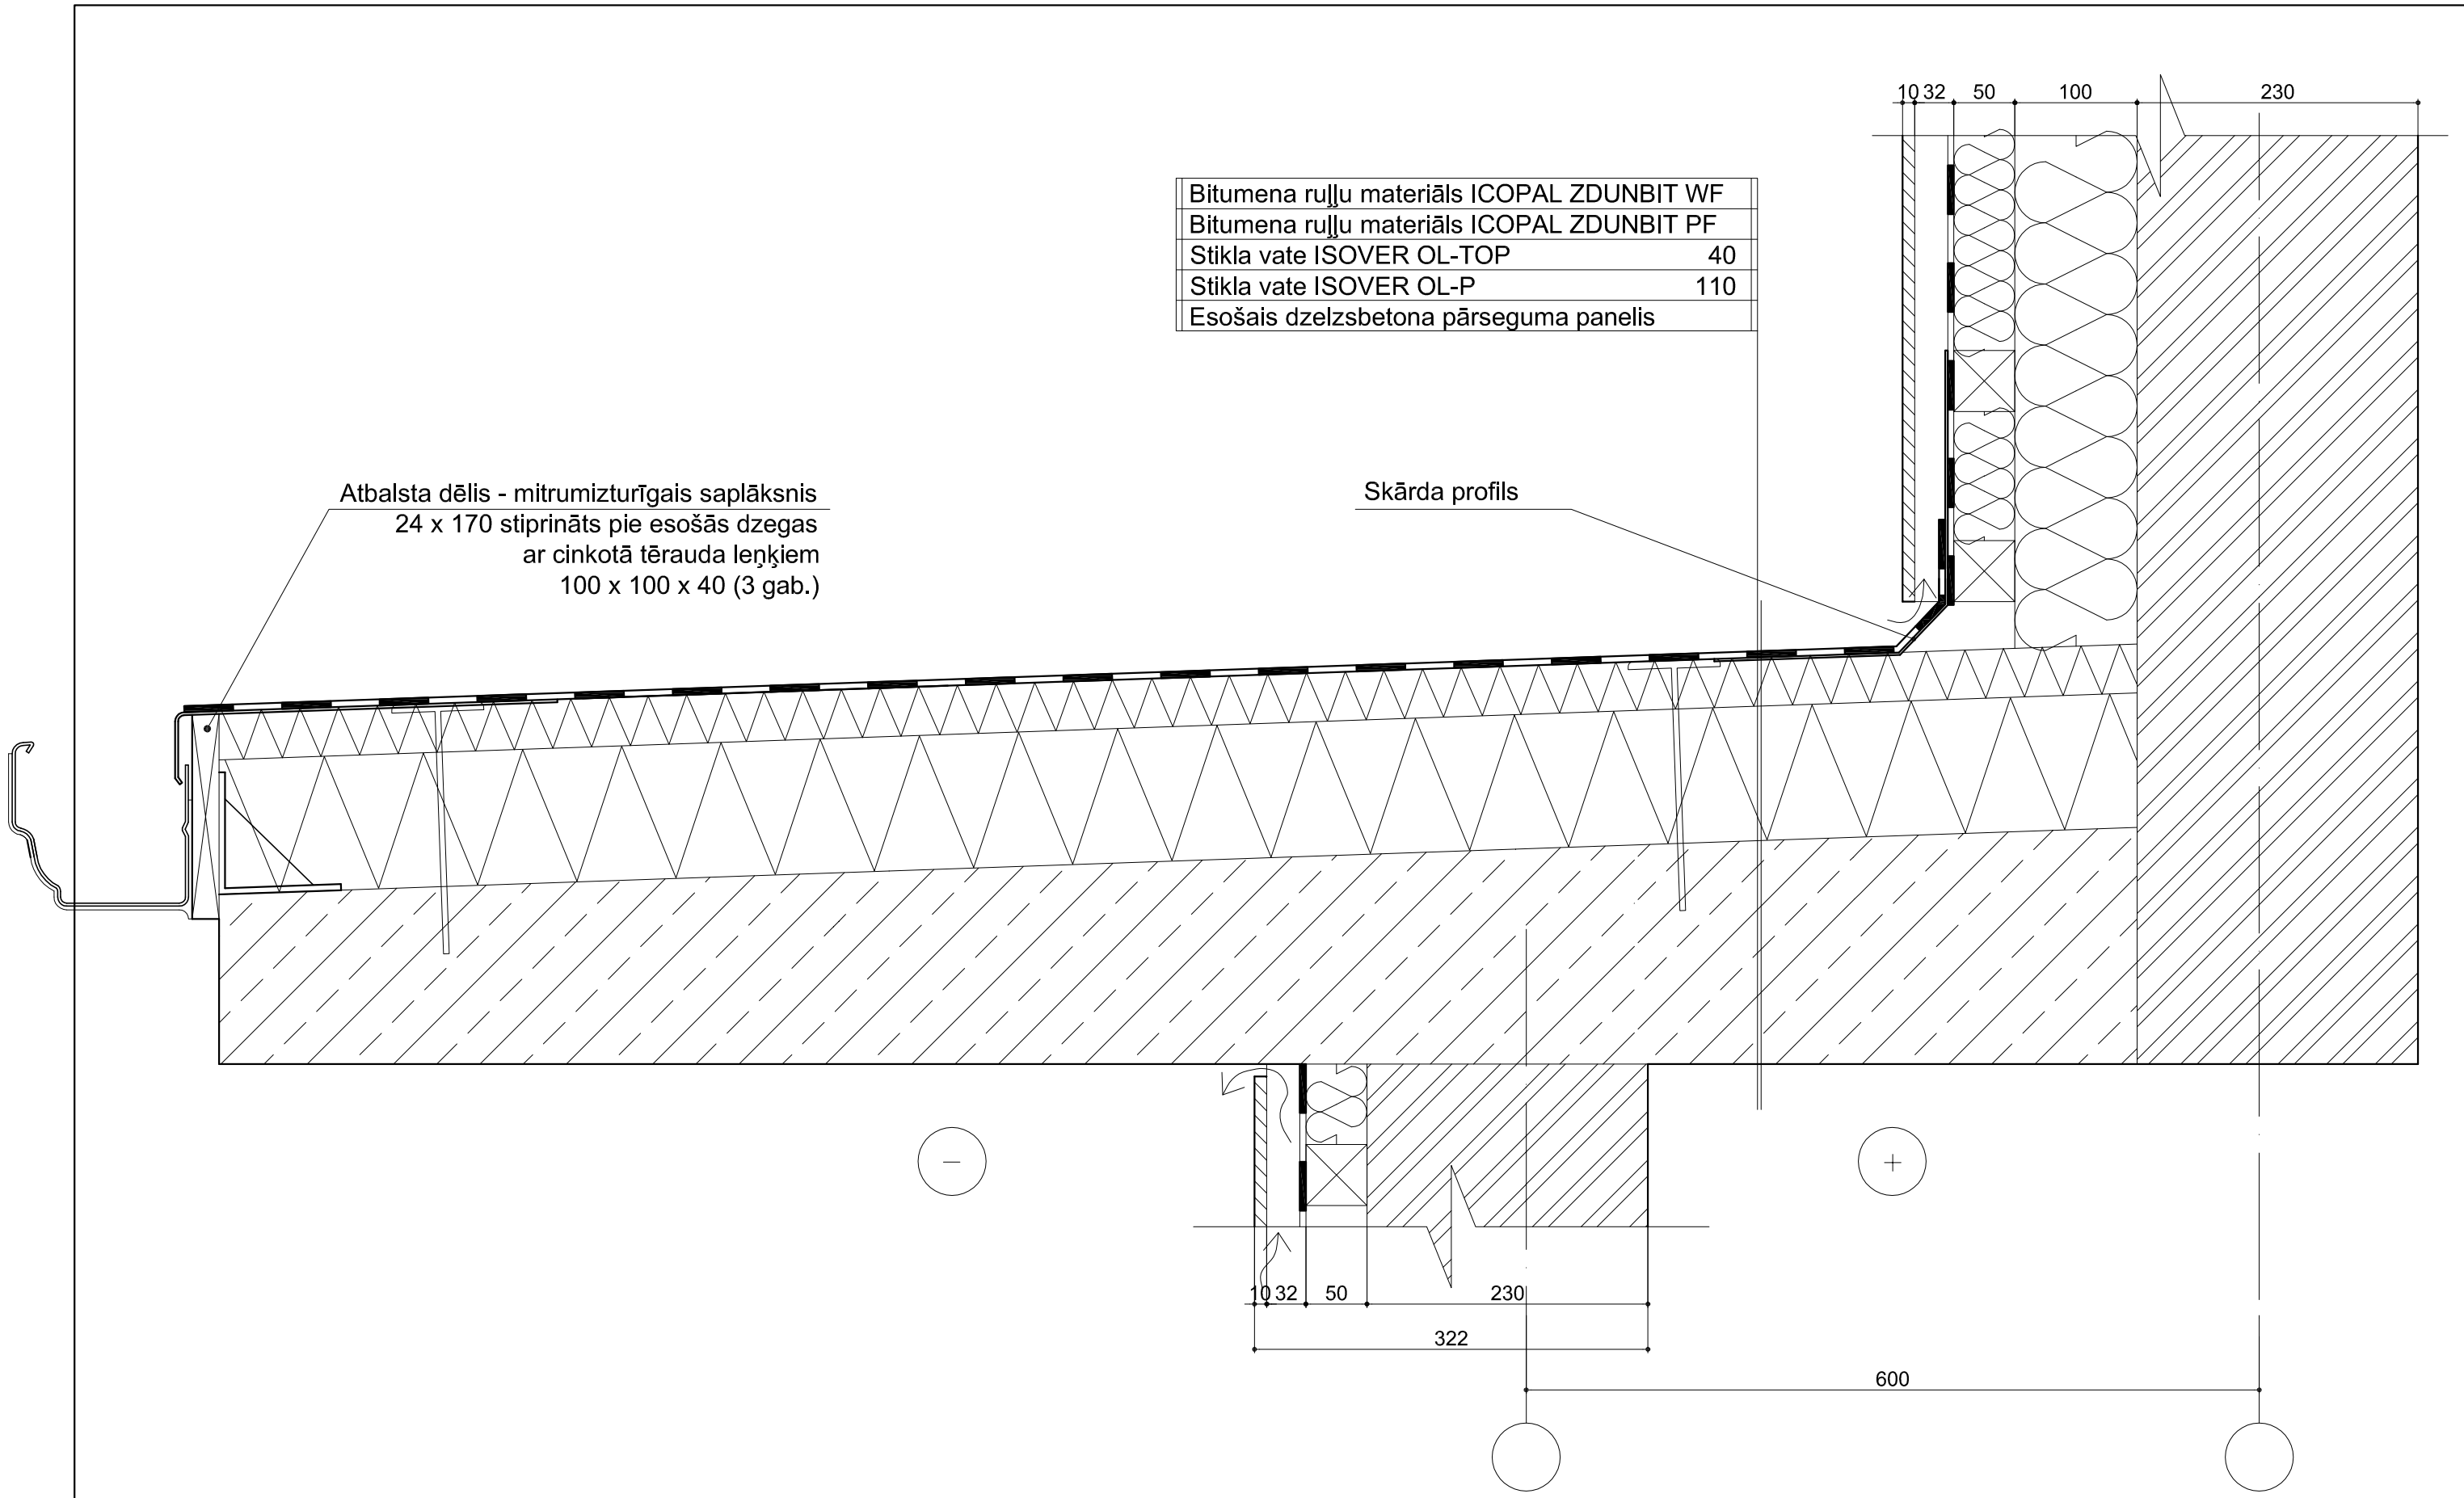 10 32 50 100 230
Bitumena ruļļu materiāls ICOPAL ZDUNBIT WF
Bitumena ruļļu materiāls ICOPAL ZDUNBIT PF
Stikla vate ISOVER OL-TOP 40
Stikla vate ISOVER OL-P 110
Esošais dzelzsbetona pārseguma panelis
Atbalsta dēlis - mitrumizturīgais saplāksnis
24 x 170 stiprināts pie esošās dzegas
ar cinkotā tērauda leņķiem
100 x 100 x 40 (3 gab.)
Skārda profils
10 32 50 230
322
600